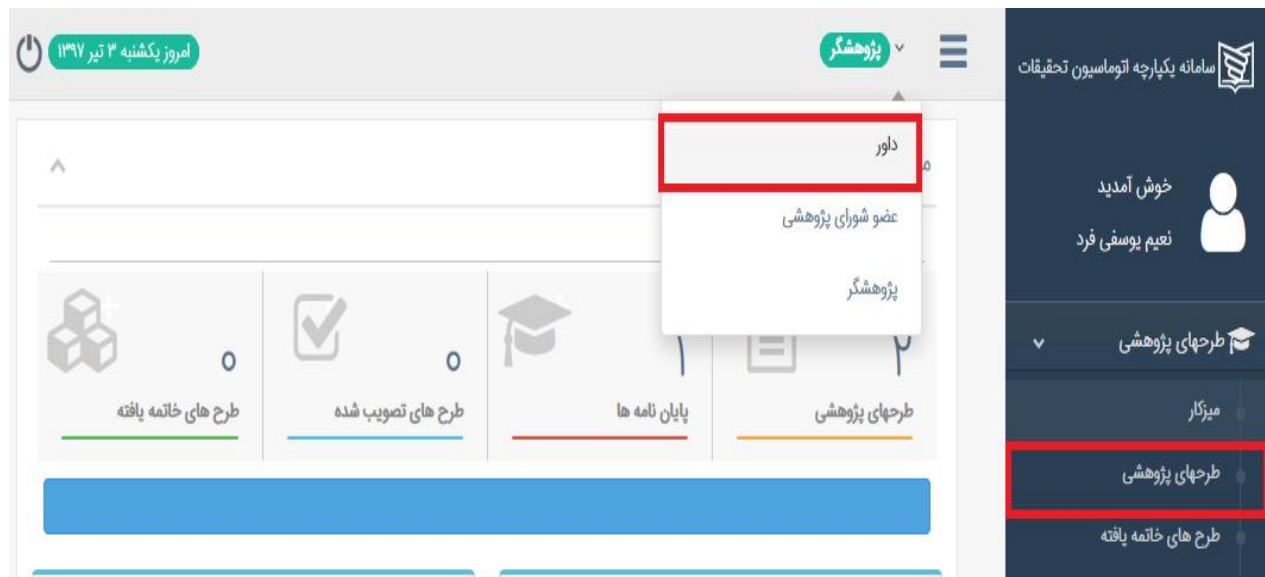 سامانه یکپارچه اتوماسیون تحقیقات
خوش آمدید
نعیم یوسفی فرد
طرحهای پژوهشی
میزکار
طرحهای پژوهشی
طرح های خاتمه یافته
پژوهشگر
امروز یکشنبه ۳ تیر ۱۳۹۷
داور
عضو شورای پژوهشی
پژوهشگر
۲
طرحهای پژوهشی
۱
پایان نامه ها
۰
طرح های تصویب شده
۰
طرح های خاتمه یافته